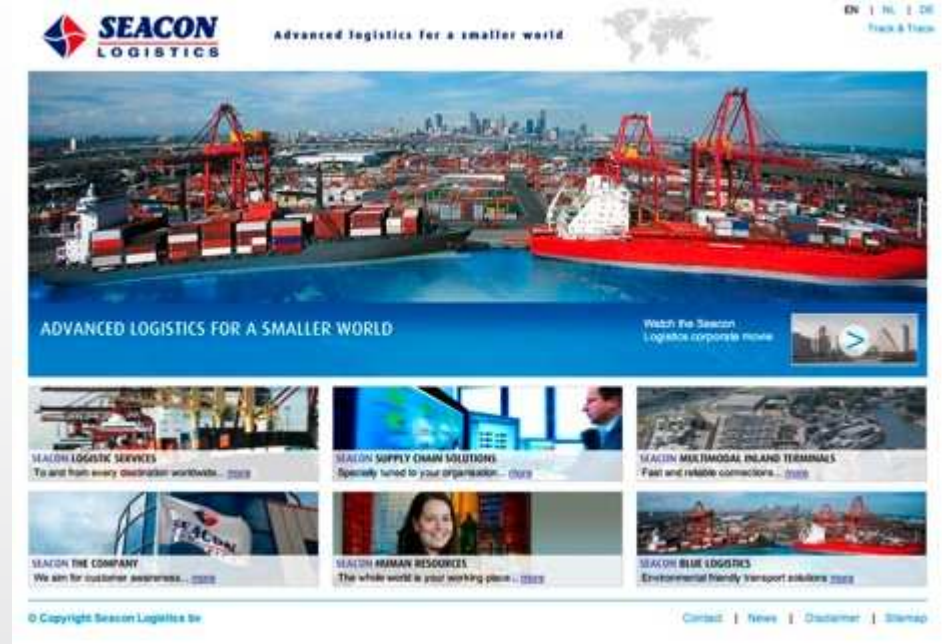 SEACON
LOGISTICS
Advanced logistics for a smaller world
EN | NL | DE
Track & Trace
ADVANCED LOGISTICS FOR A SMALLER WORLD
Watch the Seacon
Logistics corporate movie
>
SEACON LOGISTIC SERVICES
To and from every destination worldwide... more
SEACON SUPPLY CHAIN SOLUTIONS
Specially tuned to your organisation... more
SEACON MULTIMODAL INLAND TERMINALS
Fast and reliable connections... more
SEACON
LOGISTICS
SEACON THE COMPANY
We aim for customer awareness... more
SEACON HUMAN RESOURCES
The whole world is your working place... more
SEACON BLUE LOGISTICS
Environmental friendly transport solutions more
© Copyright Seacon Logistics bv
Contact | News | Disclaimer | Sitemap